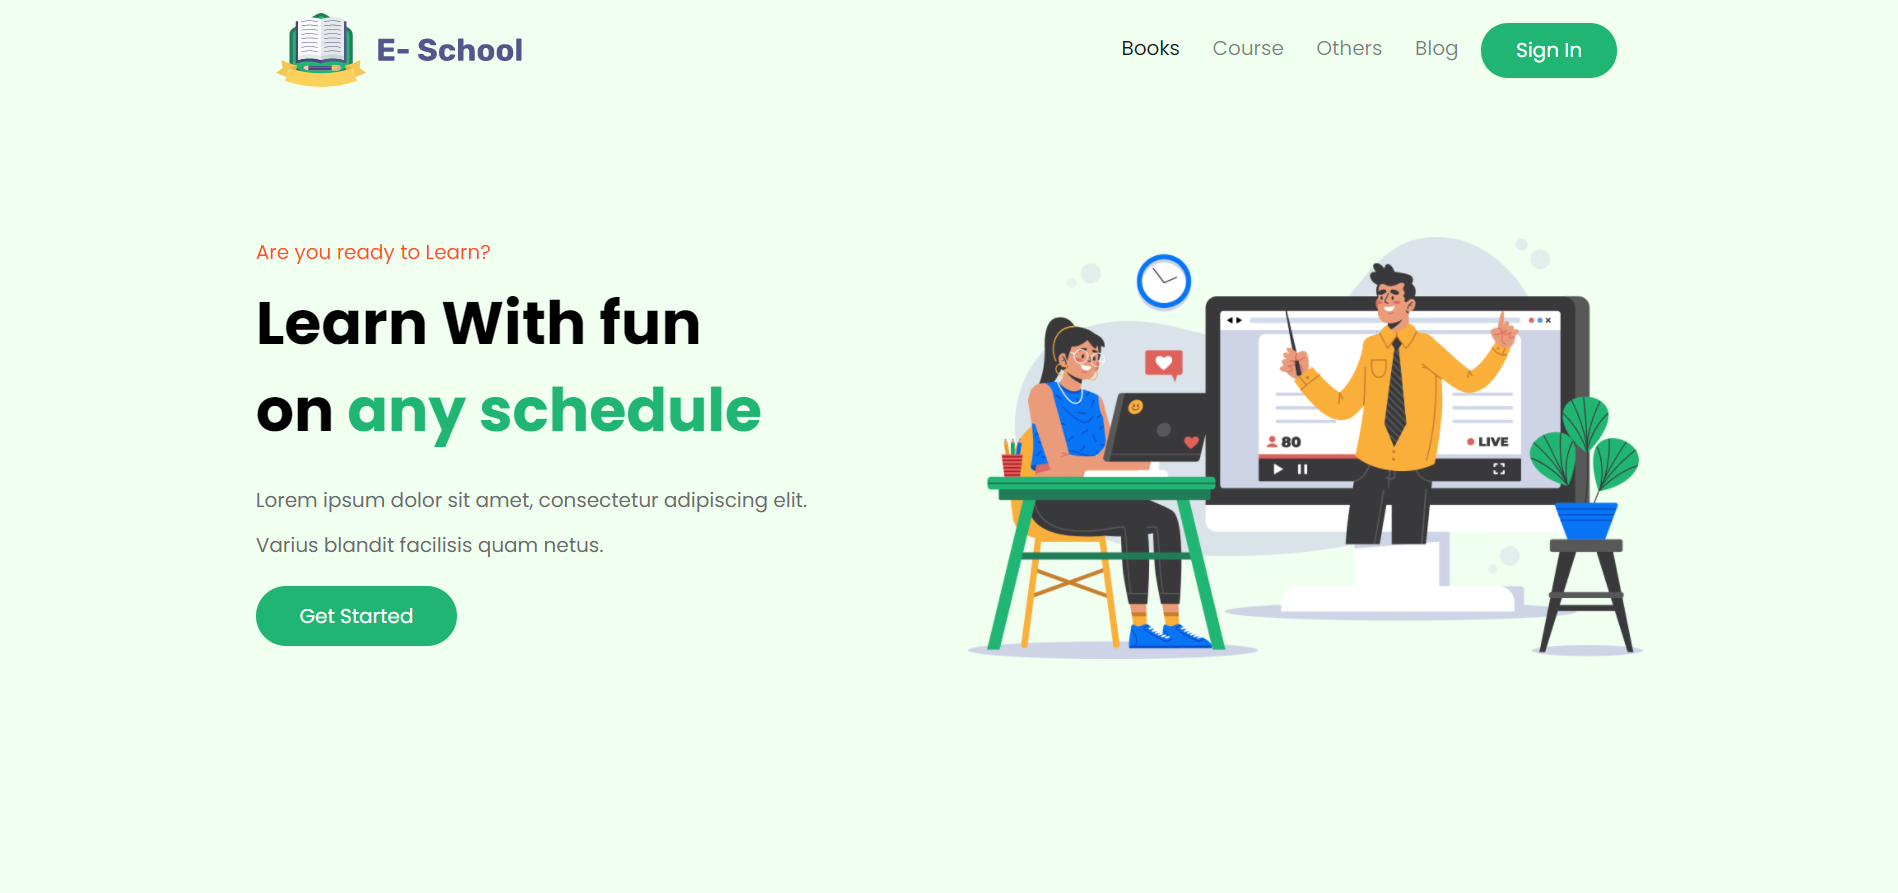 E- School
Books Course Others Blog Sign In
Are you ready to Learn?
Learn With fun
on any schedule
Lorem ipsum dolor sit amet, consectetur adipiscing elit.
Varius blandit facilisis quam netus.
Get Started
80
LIVE